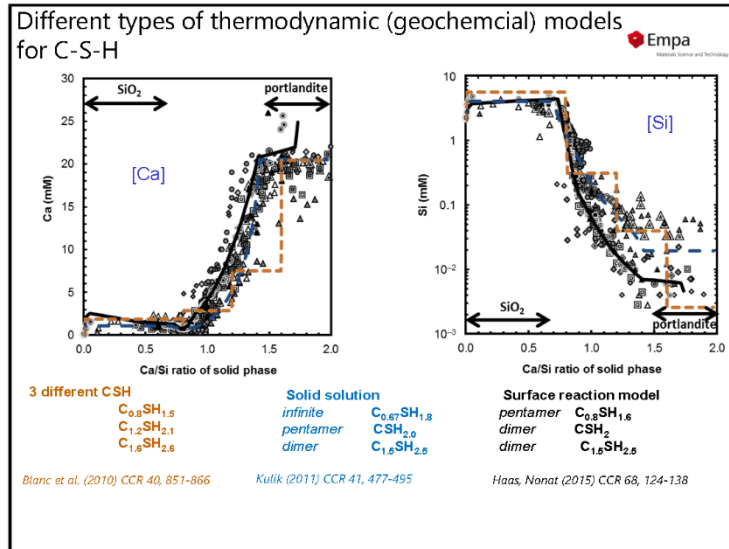 Different types of thermodynamic (geochemcial) models
for C-S-H
Empa
Materials Science and Technology
30
25
20
15
10
5
0
Ca (mM)
SiO2
portlandite
[Ca]
0.0 0.5 1.0 1.5 2.0
Ca/Si ratio of solid phase
10
1
0.1
10−2
10−3
Si (mM)
[Si]
SiO2
portlandite
0.0 0.5 1.0 1.5 2.0
Ca/Si ratio of solid phase
3 different CSH
C0.8SH1.5
C1.2SH2.1
C1.6SH2.6
Blanc et al. (2010) CCR 40, 851-866
Solid solution
infinite C0.67SH1.8
pentamer CSH2.0
dimer C1.5SH2.5
Kulik (2011) CCR 41, 477-495
Surface reaction model
pentamer C0.8SH1.6
dimer CSH2
dimer C1.5SH2.5
Haas, Nonat (2015) CCR 68, 124-138